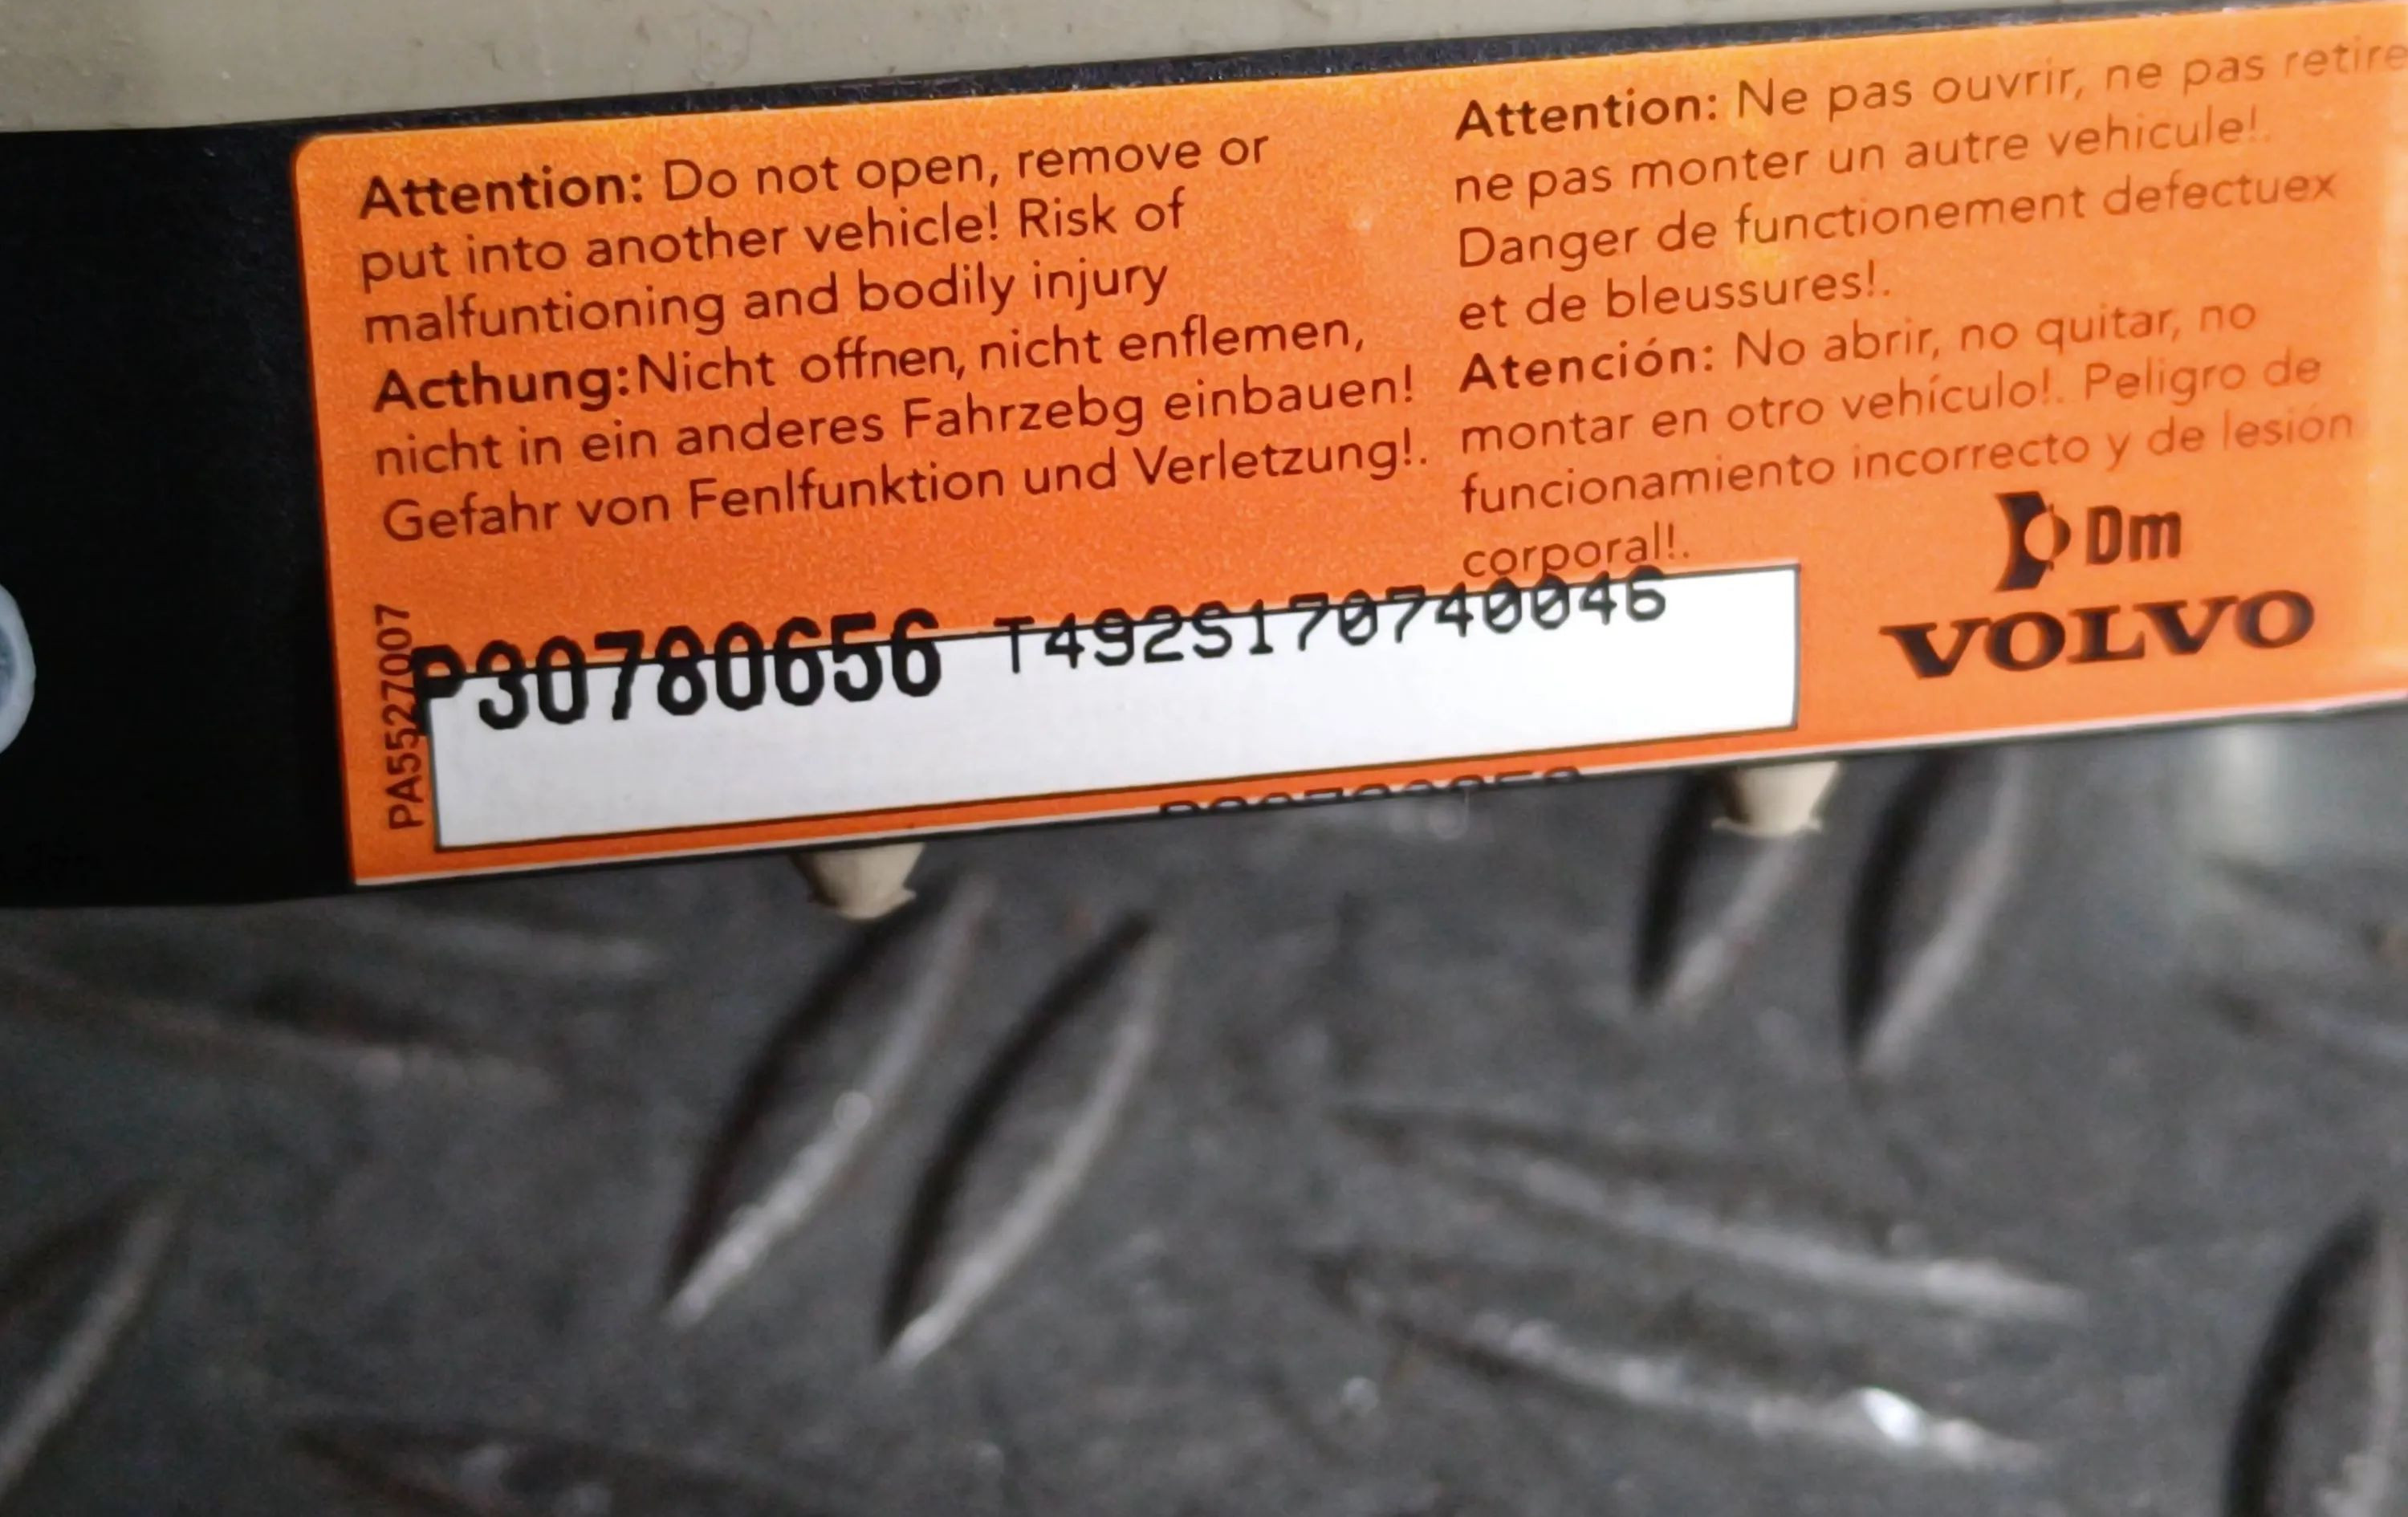 Attention: Do not open, remove or
put into another vehicle! Risk of
malfuntioning and bodily injury
Acthung:Nicht offnen, nicht enflemen,
nicht in ein anderes Fahrzebg einbauen!
Gefahr von Fenlfunktion und Verletzung!.
Attention: Ne pas ouvrir, ne pas retire
ne pas monter un autre vehicule!.
Danger de functionement defectuex
et de bleussures!.
Atención: No abrir, no quitar, no
montar en otro vehículo!. Peligro de
funcionamiento incorrecto y de lesión
corporal!.
PA5527007
P30780656 T492S170740046
Dm
VOLVO